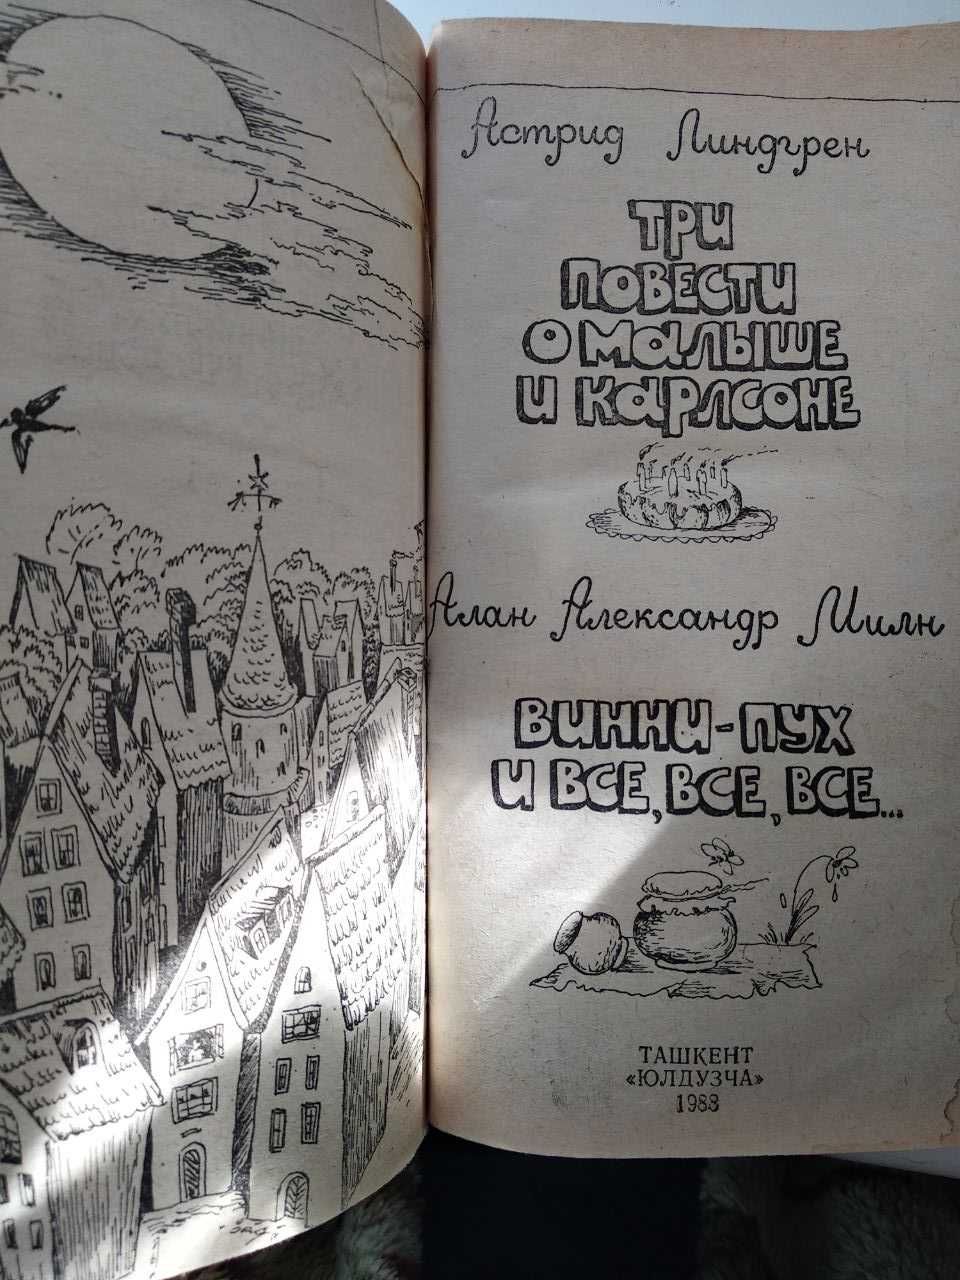 Астрид Линдгрен
ТРИ
ПОВЕСТИ
О МАЛЫШЕ
И КАРЛСОНЕ
Алан Александр Милн
ВИННИ-ПУХ
И ВСЕ, ВСЕ, ВСЕ...
ТАШКЕНТ
«ЮЛДУЗЧА»
1988